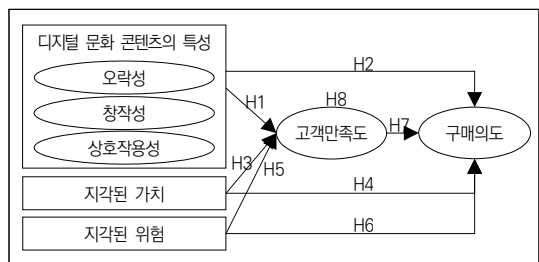 디지털 문화 콘텐츠의 특성
오락성
창작성
상호작용성
지각된 가치
지각된 위험
H1
H2
H3
H5
H8
고객만족도
H7
구매의도
H4
H6